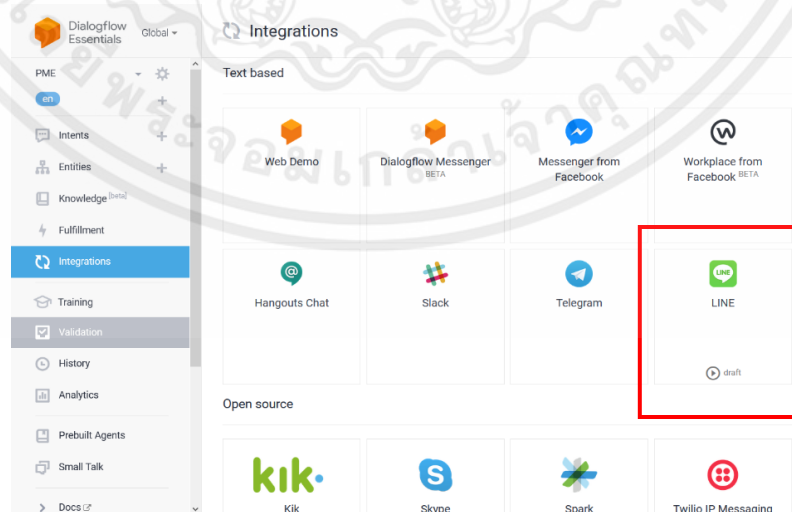 Dialogflow
Essentials
Global
Integrations
PME
en
Intents
Entities
Knowledge [beta]
Fulfillment
Integrations
Training
Validation
History
Analytics
Prebuilt Agents
Small Talk
Docs
Text based
Web Demo
Dialogflow Messenger
BETA
Messenger from
Facebook
Workplace from
Facebook BETA
Hangouts Chat
Slack
Telegram
LINE
LINE
draft
Open source
kik
Kik
Skype
Spark
Twilio IP Messaging